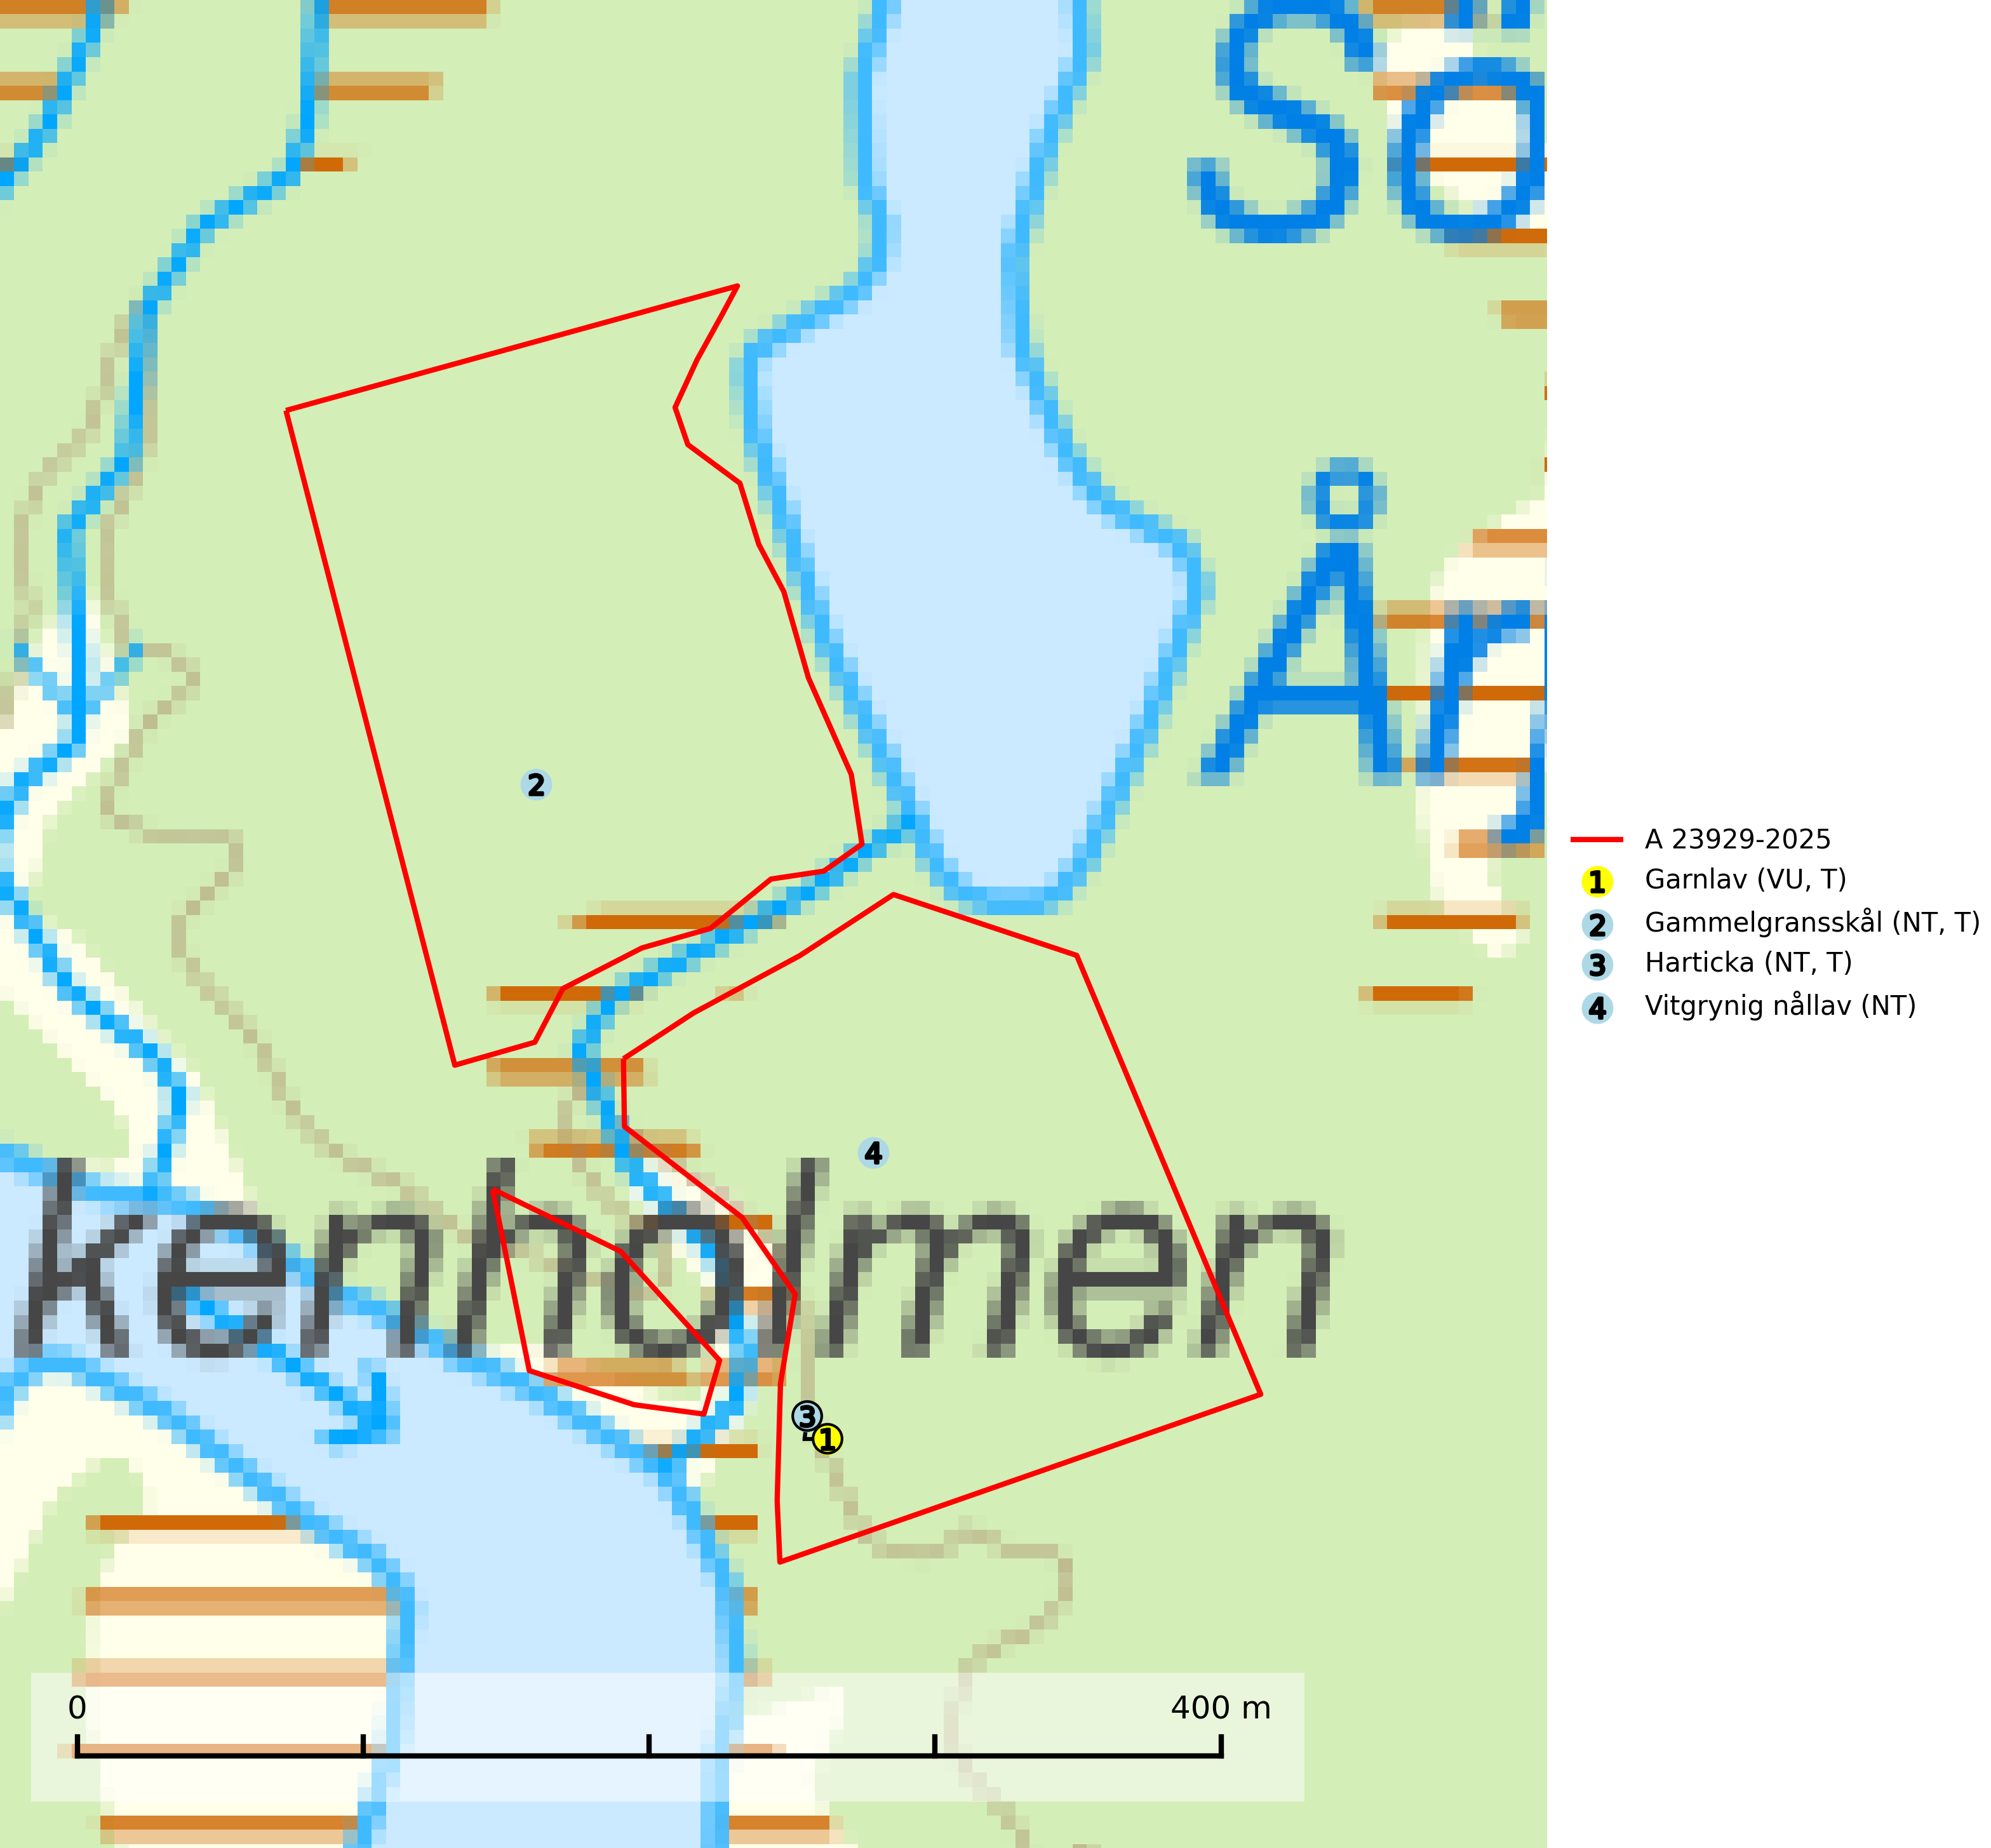 2
4
kenholmen
3
1
0 400 m
A 23929-2025
1 Garnlav (VU, T)
2 Gammelgransskål (NT, T)
3 Harticka (NT, T)
4 Vitgrynig nållav (NT)